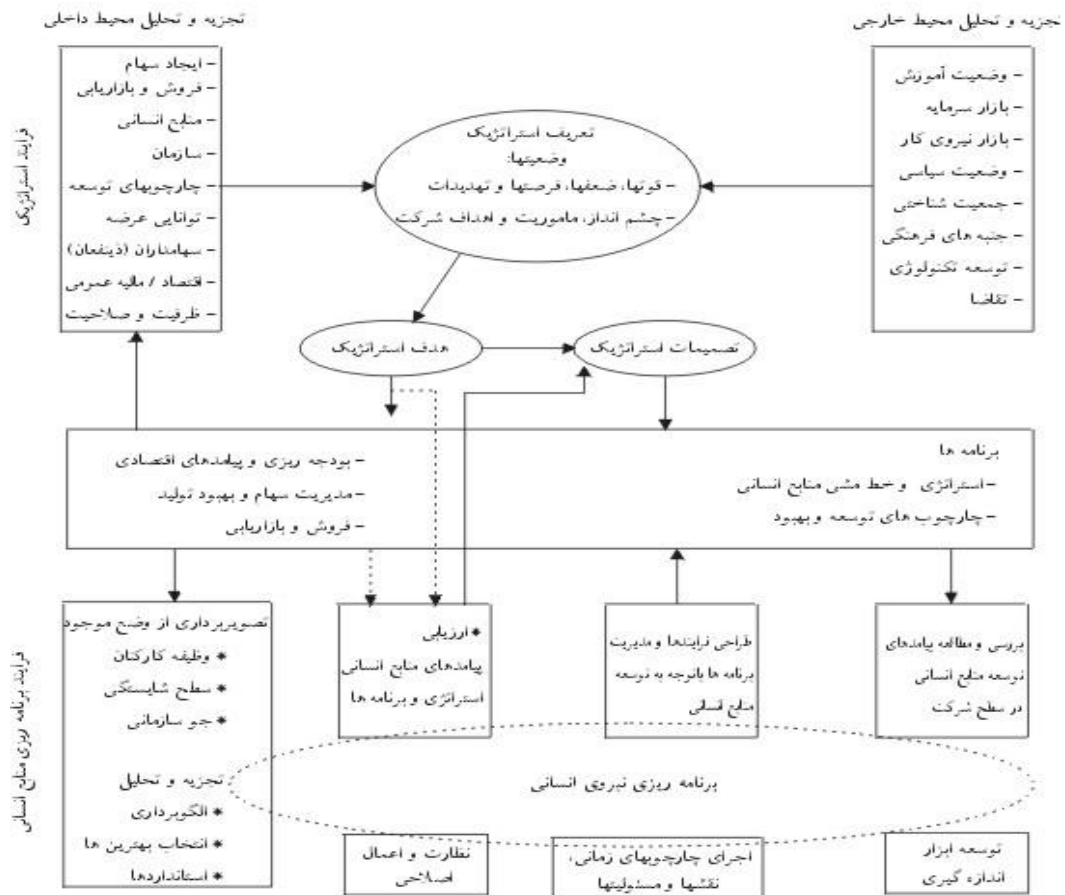 تجزیه و تحلیل محیط خارجی
- وضعیت آموزش
- بازار سرمایه
- بازار نیروی کار
- وضعیت سیاسی
- جمعیت شناختی
- جنبه های فرهنگی
- توسعه تکنولوژی
- تقاضا
تعریف استراتژیک
وضعیتها:
- قوتها، ضعفها، فرصتها و تهدیدات
- چشم انداز، ماموریت و اهداف شرکت
تجزیه و تحلیل محیط داخلی
- ایجاد سهام
- فروش و بازاریابی
- منابع انسانی
- سازمان
- چارچوبهای توسعه
- توانایی عرضه
- سهامداران (ذینفعان)
- اقتصاد / مالیه عمومی
- ظرفیت و صلاحیت
فرایند استراتژیک
هدف استراتژیک
تصمیمات استراتژیک
برنامه ها
- استراتژی و خط مشی منابع انسانی
- چارچوب های توسعه و بهبود
- بودجه ریزی و پیامدهای اقتصادی
- مدیریت سهام و بهبود تولید
- فروش و بازاریابی
بررسی و مطالعه پیامدهای
توسعه منابع انسانی
در سطح شرکت
طراحی فرایندها و مدیریت
برنامه ها باتوجه به توسعه
منابع انسانی
* ارزیابی
پیامدهای منابع انسانی
استراتژی و برنامه ها
تصویربرداری از وضع موجود
* وظیفه کارکنان
* سطح شایستگی
* جو سازمانی
تجزیه و تحلیل
* الگوبرداری
* انتخاب بهترین ها
* استانداردها
فرایند برنامه ریزی منابع انسانی
برنامه ریزی نیروی انسانی
توسعه ابزار
اندازه گیری
اجرای چارچوبهای زمانی،
نقشها و مسئولیتها
نظارت و اعمال
اصلاحی